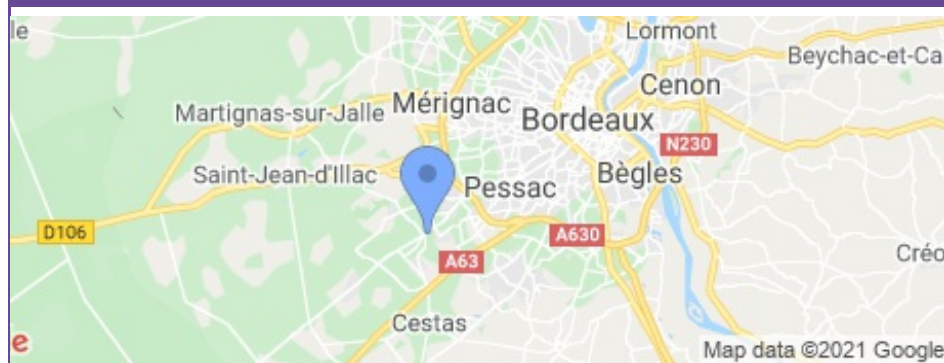 le
Lormont
Beychac-et-Ca
Cenon
Martignas-sur-Jalle
Mérignac
Bordeaux
N230
Saint-Jean-d'Illac
Pessac
Bègles
D106
A63
A630
Créo
Cestas
e
Map data ©2021 Google